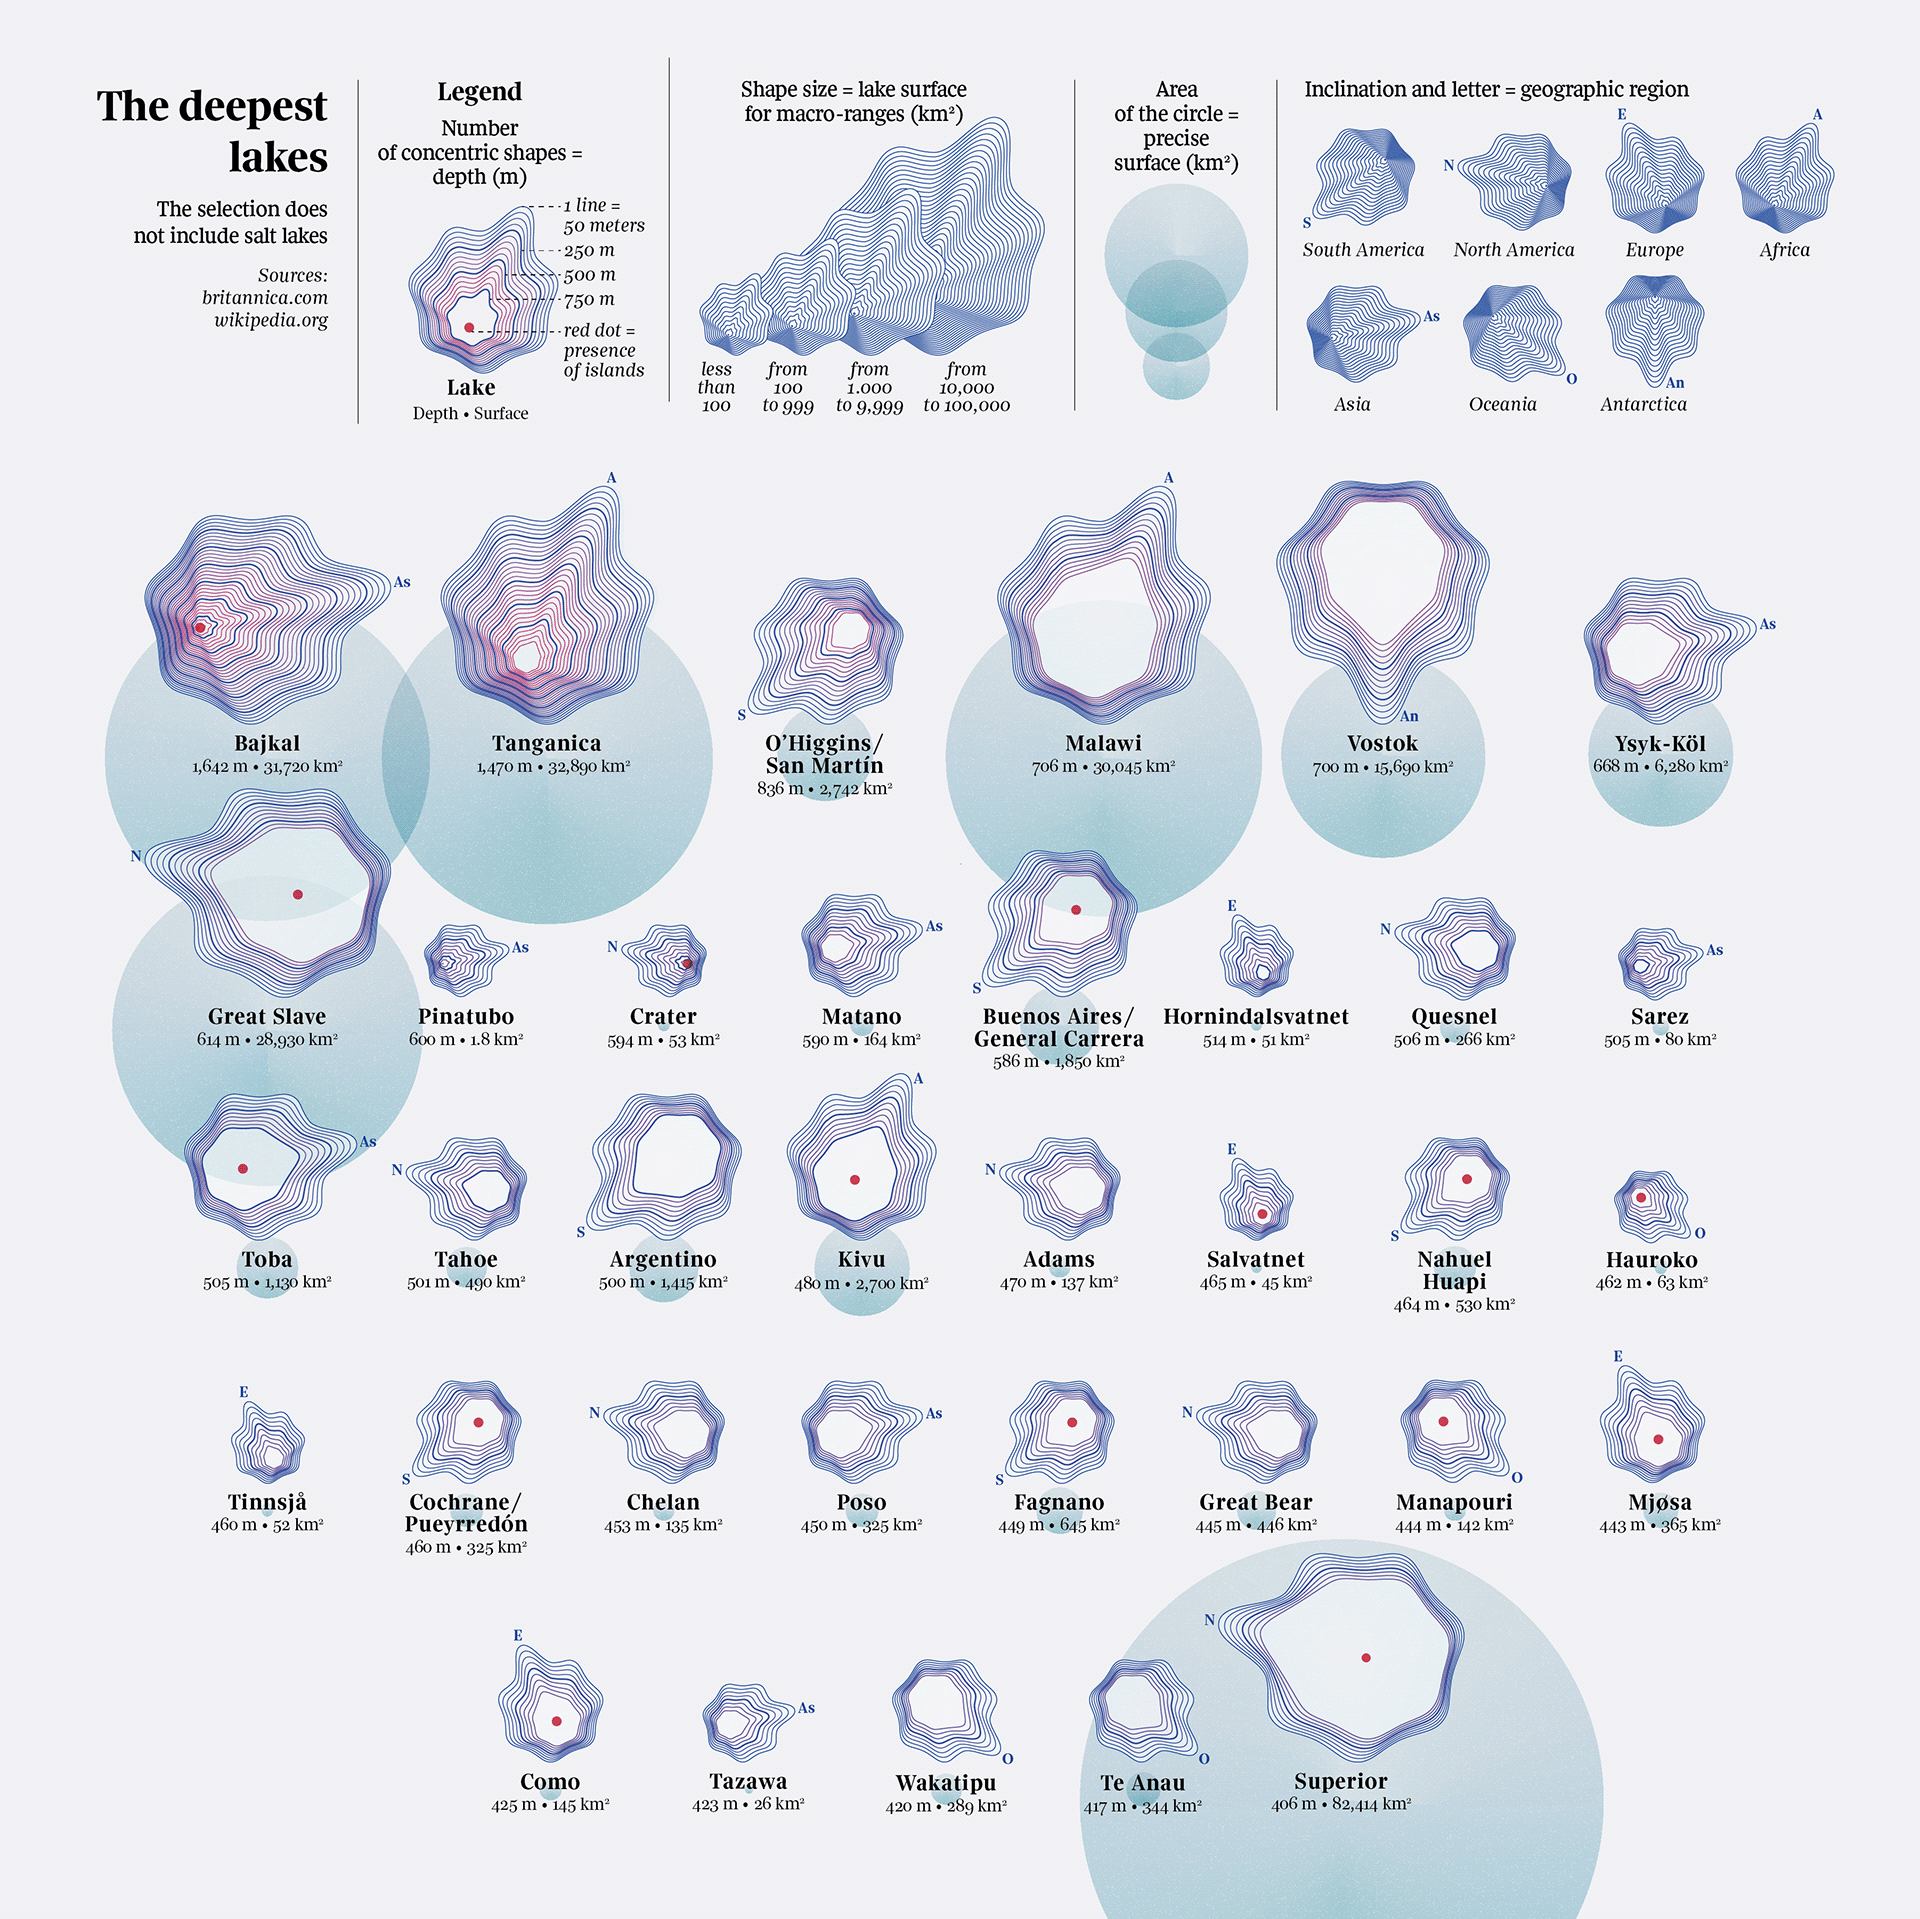 The deepest
lakes
The selection does
not include salt lakes
Sources:
britannica.com
wikipedia.org
Legend
Number
of concentric shapes =
depth (m)
1 line =
50 meters
250 m
500 m
750 m
red dot =
presence
of islands
Lake
Depth • Surface
Shape size = lake surface
for macro-ranges (km²)
less
than
100
from
100
to 999
from
1.000
to 9,999
from
10,000
to 100,000
Area
of the circle =
precise
surface (km²)
Inclination and letter = geographic region
S
South America
N
North America
E
Europe
A
Africa
As
Asia
O
Oceania
An
Antarctica
As
Bajkal
1,642 m • 31,720 km²
A
Tanganica
1,470 m • 32,890 km²
S
O'Higgins/
San Martín
836 m • 2,742 km²
A
Malawi
706 m • 30,045 km²
An
Vostok
700 m • 15,690 km²
As
Ysyk-Köl
668 m • 6,280 km²
N
Great Slave
614 m • 28,930 km²
As
Pinatubo
600 m • 1.8 km²
N
Crater
594 m • 53 km²
As
Matano
590 m • 164 km²
S
Buenos Aires/
General Carrera
586 m • 1,850 km²
E
Hornindalsvatnet
514 m • 51 km²
N
Quesnel
506 m • 266 km²
As
Sarez
505 m • 80 km²
As
Toba
505 m • 1,130 km²
N
Tahoe
501 m • 490 km²
S
Argentino
500 m • 1,415 km²
A
Kivu
480 m • 2,700 km²
N
Adams
470 m • 137 km²
E
Salvatnet
465 m • 45 km²
S
Nahuel
Huapi
464 m • 530 km²
O
Hauroko
462 m • 63 km²
E
Tinnsjå
460 m • 52 km²
S
Cochrane/
Pueyrredón
460 m • 325 km²
N
Chelan
453 m • 135 km²
As
Poso
450 m • 325 km²
S
Fagnano
449 m • 645 km²
N
Great Bear
445 m • 446 km²
O
Manapouri
444 m • 142 km²
E
Mjøsa
443 m • 365 km²
E
Como
425 m • 145 km²
As
Tazawa
423 m • 26 km²
O
Wakatipu
420 m • 289 km²
O
Te Anau
417 m • 344 km²
N
Superior
406 m • 82,414 km²